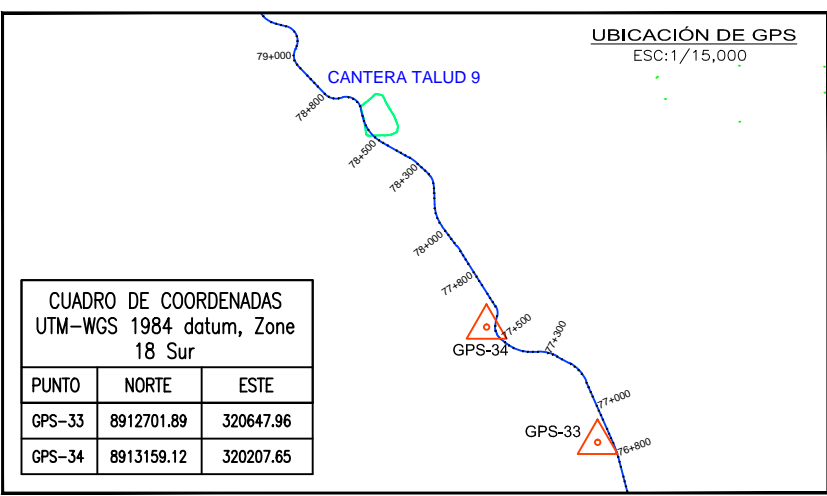 UBICACIÓN DE GPS
ESC:1/15,000
79+000
CANTERA TALUD 9
78+800
78+500
78+300
78+000
77+800
77+500
GPS-34
77+300
77+000
GPS-33
76+800
CUADRO DE COORDENADAS
UTM-WGS 1984 datum, Zone
18 Sur
PUNTO NORTE ESTE
GPS-33 8912701.89 320647.96
GPS-34 8913159.12 320207.65